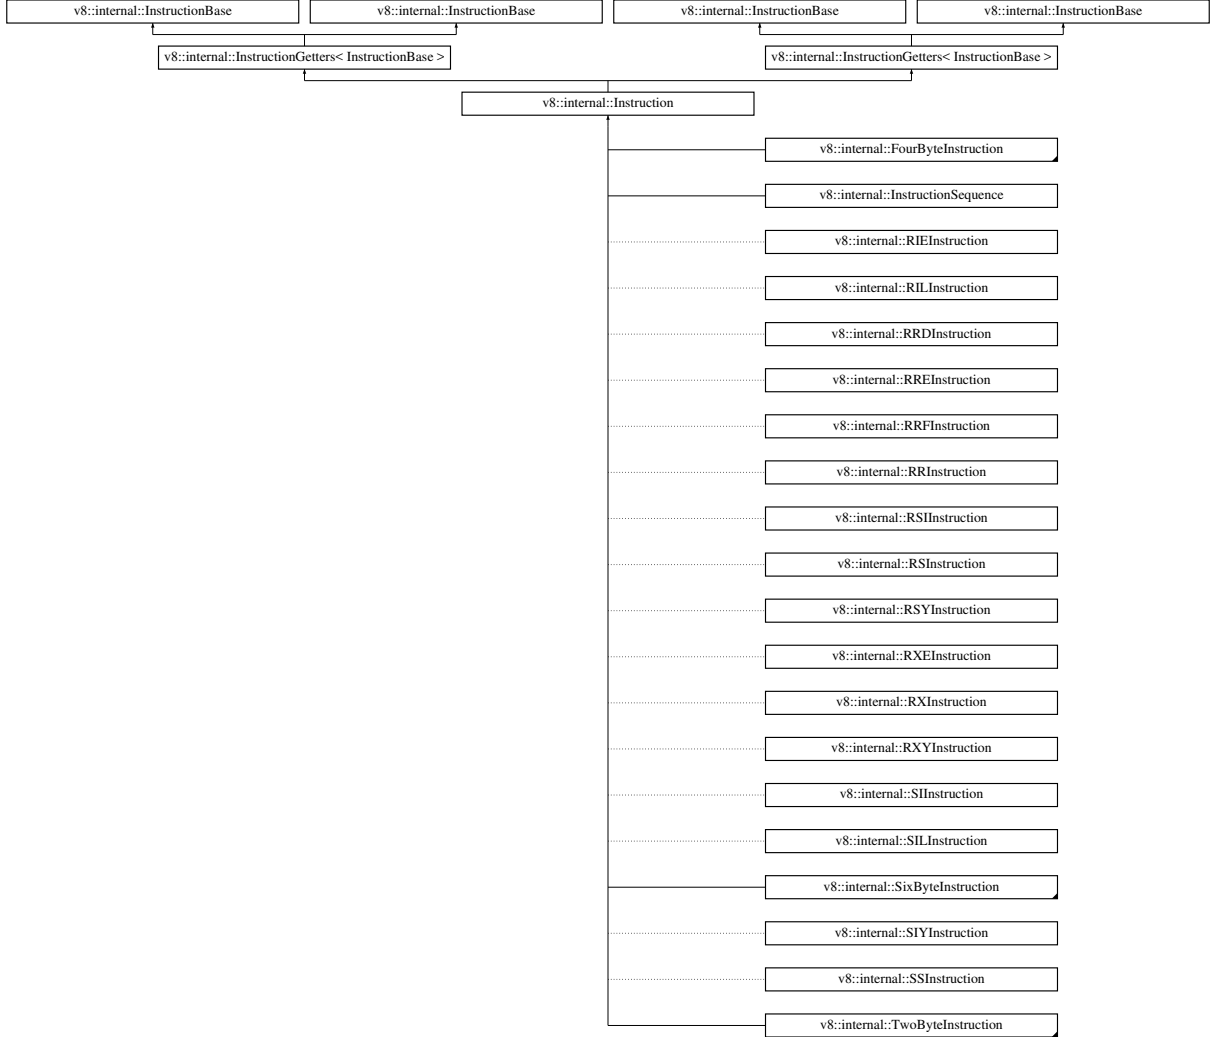 v8::internal::InstructionBase
v8::internal::InstructionBase
v8::internal::InstructionBase
v8::internal::InstructionBase
v8::internal::InstructionGetters< InstructionBase >
v8::internal::InstructionGetters< InstructionBase >
v8::internal::Instruction
v8::internal::FourByteInstruction
v8::internal::InstructionSequence
v8::internal::RIEInstruction
v8::internal::RILInstruction
v8::internal::RRDInstruction
v8::internal::RREInstruction
v8::internal::RRFInstruction
v8::internal::RRInstruction
v8::internal::RSIInstruction
v8::internal::RSInstruction
v8::internal::RSYInstruction
v8::internal::RXEInstruction
v8::internal::RXInstruction
v8::internal::RXYInstruction
v8::internal::SIInstruction
v8::internal::SILInstruction
v8::internal::SixByteInstruction
v8::internal::SIYInstruction
v8::internal::SSInstruction
v8::internal::TwoByteInstruction